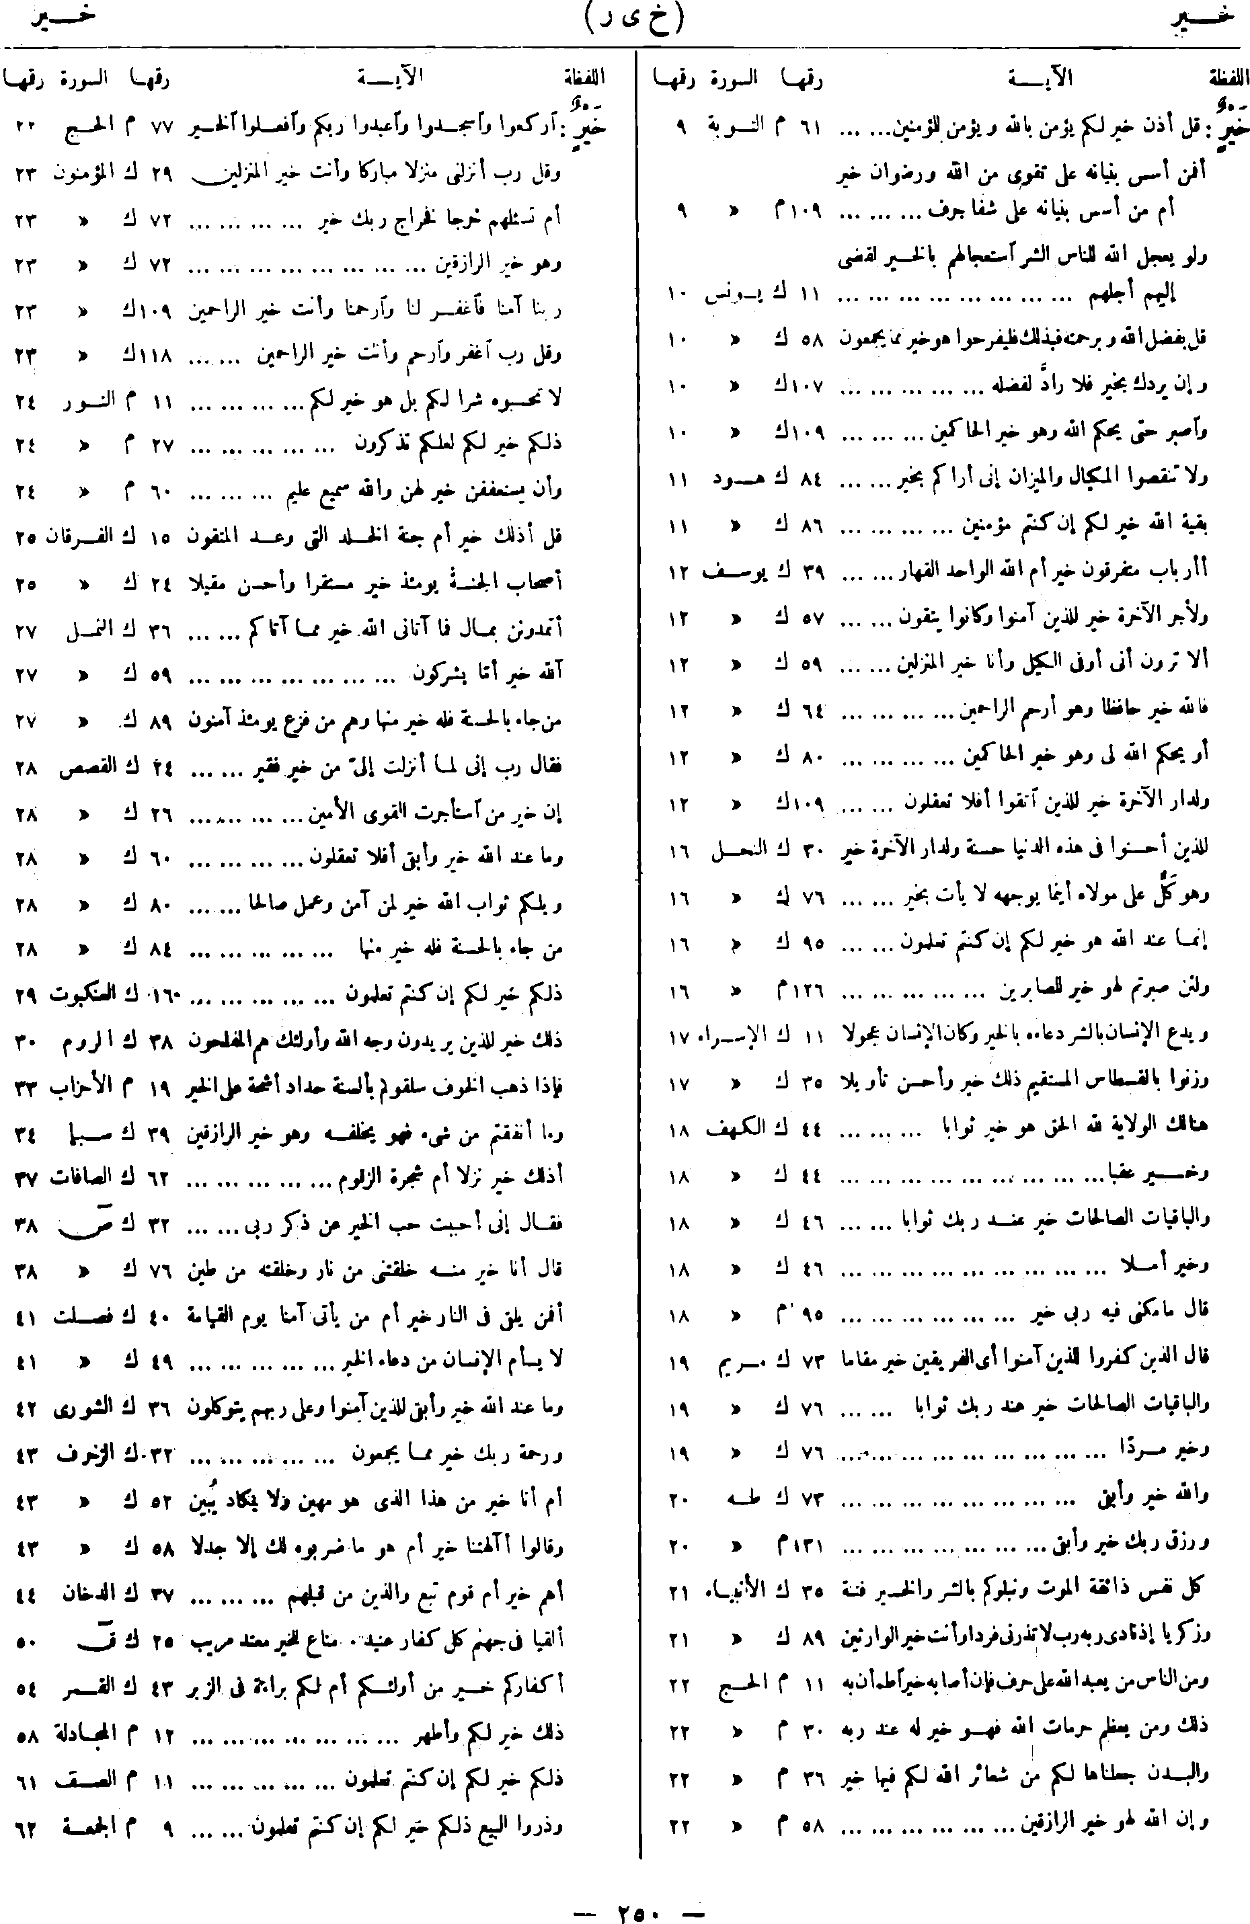 خير (خ ى ر) خير
اللفظة الآية رقمها السورة رقمها
خَيْرٌ : قل أذن خير لكم يؤمن بالله ويؤمن للمؤمنين... ... ٦١ م التوبة ٩
أفمن أسس بنيانه على تقوى من الله ورضوان خير
أم من أسس بنيانه على شفا جرف... ... ... ١٠٩م « ٩
ولو يعجل الله للناس الشر آستعجالهم بالخير لقضى
إليهم أجلهم ... ... ... ... ... ... ... ... ١١ ك يونس ١٠
قل بفضل الله وبرحمته فبذلك فليفرحوا هو خير مما يجمعون ٥٨ ك « ١٠
وإن يردك بخير فلا رادَّ لفضله ... ... ... ... ... ١٠٧ك « ١٠
وآصبر حتى يحكم الله وهو خير الحاكمين... ... ... ١٠٩ك « ١٠
ولا تنقصوا المكيال والميزان إنى أراكم بخير... ... ٨٤ ك هود ١١
بقية الله خير لكم إن كنتم مؤمنين ... ... ... ... ٨٦ ك « ١١
أأرباب متفرقون خير أم الله الواحد القهار... ... ٣٩ ك يوسف ١٢
ولأجر الآخرة خير للذين آمنوا وكانوا يتقون... ... ٥٧ ك « ١٢
ألا ترون أنى أوفى الكيل وأنا خير المنزلين... ... ٥٩ ك « ١٢
فالله خير حافظا وهو أرحم الراحمين... ... ... ... ٦٤ ك « ١٢
أو يحكم الله لى وهو خير الحاكمين ... ... ... ... ٨٠ ك « ١٢
ولدار الآخرة خير للذين آتقوا أفلا تعقلون ... ... ١٠٩ك « ١٢
للذين أحسنوا فى هذه الدنيا حسنة ولدار الآخرة خير ٣٠ ك النحل ١٦
وهو كَلٌّ على مولاه أينما يوجهه لا يأت بخير ... ... ٧٦ ك « ١٦
إنما عند الله هو خير لكم إن كنتم تعلمون... ... ٩٥ ك « ١٦
ولئن صبرتم لهو خير للصابرين ... ... ... ... ... ١٢٦م « ١٦
ويدع الإنسان بالشر دعاءه بالخير وكان الإنسان عجولا ١١ ك الإسراء ١٧
وزنوا بالقسطاس المستقيم ذلك خير وأحسن تأويلا ٣٥ ك « ١٧
هنالك الولاية لله الحق هو خير ثوابا ... ... ... ٤٤ ك الكهف ١٨
وخير عقبا... ... ... ... ... ... ... ... ... ... ٤٤ ك « ١٨
والباقيات الصالحات خير عند ربك ثوابا ... ... ٤٦ ك « ١٨
وخير أملا ... ... ... ... ... ... ... ... ... ... ٤٦ ك « ١٨
قال ما مكنى فيه ربى خير ... ... ... ... ... ... ٩٥ م « ١٨
قال الذين كفروا للذين آمنوا أى الفريقين خير مقاما ٧٣ ك مريم ١٩
والباقيات الصالحات خير عند ربك ثوابا ... ... ٧٦ ك « ١٩
وخير مردّا ... ... ... ... ... ... ... ... ... ... ٧٦ ك « ١٩
والله خير وأبقى ... ... ... ... ... ... ... ... ٧٣ ك طه ٢٠
ورزق ربك خير وأبقى... ... ... ... ... ... ... ١٣١م « ٢٠
كل نفس ذائقة الموت ونبلوكم بالشر والخير فتنة ٣٥ ك الأنبياء ٢١
وزكريا إذ نادى ربه رب لا تذرنى فردا وأنت خير الوارثين ٨٩ ك « ٢١
ومن الناس من يعبد الله على حرف فإن أصابه خير آطمأن به ١١ م الحج ٢٢
ذلك ومن يعظم حرمات الله فهو خير له عند ربه ٣٠ م « ٢٢
والبدن جعلناها لكم من شعائر الله لكم فيها خير ٣٦ م « ٢٢
وإن الله لهو خير الرازقين... ... ... ... ... ... ٥٨ م « ٢٢
اللفظة الآية رقمها السورة رقمها
خَيْرٌ : آركعوا وآسجدوا وآعبدوا ربكم وآفعلوا آلخير ٧٧ م الحج ٢٢
وقل رب أنزلنى منزلا مباركا وأنت خير المنزلين ٢٩ ك المؤمنون ٢٣
أم تسئلهم خرجا فخراج ربك خير ... ... ... ... ٧٢ ك « ٢٣
وهو خير الرازقين ... ... ... ... ... ... ... ... ٧٢ ك « ٢٣
ربنا آمنا فآغفر لنا وآرحمنا وأنت خير الراحمين ١٠٩ك « ٢٣
وقل رب آغفر وآرحم وأنت خير الراحمين ... ... ١١٨ك « ٢٣
لا تحسبوه شرا لكم بل هو خير لكم... ... ... ... ١١ م النور ٢٤
ذلكم خير لكم لعلكم تذكرون ... ... ... ... ... ٢٧ م « ٢٤
وأن يستعففن خير لهن والله سميع عليم ... ... ... ٦٠ م « ٢٤
قل أذلك خير أم جنة الخلد التى وعد المتقون ١٥ ك الفرقان ٢٥
أصحاب الجنة يومئذ خير مستقرا وأحسن مقيلا ٢٤ ك « ٢٥
أتمدونن بمال فما آتانى الله خير مما آتاكم ... ... ٣٦ ك النمل ٢٧
آلله خير أمّا يشركون ... ... ... ... ... ... ... ٥٩ ك « ٢٧
من جاء بالحسنة فله خير منها وهم من فزع يومئذ آمنون ٨٩ ك « ٢٧
فقال رب إنى لما أنزلت إلىّ من خير فقير ... ... ٢٤ ك القصص ٢٨
إن خير من آستأجرت القوى الأمين... ... ... ... ٢٦ ك « ٢٨
وما عند الله خير وأبقى أفلا تعقلون... ... ... ... ٦٠ ك « ٢٨
ويلكم ثواب الله خير لمن آمن وعمل صالحا... ... ٨٠ ك « ٢٨
من جاء بالحسنة فله خير منها ... ... ... ... ... ٨٤ ك « ٢٨
ذلكم خير لكم إن كنتم تعلمون ... ... ... ... ... ١٦٠ ك العنكبوت ٢٩
ذلك خير للذين يريدون وجه الله وأولئك هم المفلحون ٣٨ ك الروم ٣٠
فإذا ذهب الخوف سلقوكم بألسنة حداد أشحة على الخير ١٩ م الأحزاب ٣٣
وما أنفقتم من شىء فهو يخلفه وهو خير الرازقين ٣٩ ك سبإ ٣٤
أذلك خير نزلا أم شجرة الزقوم... ... ... ... ... ٦٢ ك الصافات ٣٧
فقال إنى أحببت حب الخير عن ذكر ربى... ... ٣٢ ك صۤ ٣٨
قال أنا خير منه خلقتنى من نار وخلقته من طين ٧٦ ك « ٣٨
أفمن يلقى فى النار خير أم من يأتى آمنا يوم القيامة ٤٠ ك فصلت ٤١
لا يسأم الإنسان من دعاء الخير... ... ... ... ... ٤٩ ك « ٤١
وما عند الله خير وأبقى للذين آمنوا وعلى ربهم يتوكلون ٣٦ ك الشورى ٤٢
ورحمة ربك خير مما يجمعون ... ... ... ... ... ٣٢ ك الزخرف ٤٣
أم أنا خير من هذا الذى هو مهين ولا يكاد يُبين ٥٢ ك « ٤٣
وقالوا أآلهتنا خير أم هو ما ضربوه لك إلا جدلا ٥٨ ك « ٤٣
أهم خير أم قوم تبع والذين من قبلهم ... ... ... ٣٧ ك الدخان ٤٤
ألقيا فى جهنم كل كفار عنيد. مناع للخير معتد مريب ٢٥ ك قۤ ٥٠
أكفاركم خير من أولئكم أم لكم براءة فى الزبر ٤٣ ك القمر ٥٤
ذلك خير لكم وأطهر ... ... ... ... ... ... ... ١٢ م المجادلة ٥٨
ذلكم خير لكم إن كنتم تعلمون ... ... ... ... ... ١١ م الصف ٦١
وذروا البيع ذلكم خير لكم إن كنتم تعلمون... ... ٩ م الجمعة ٦٢
— ٢٥٠ —